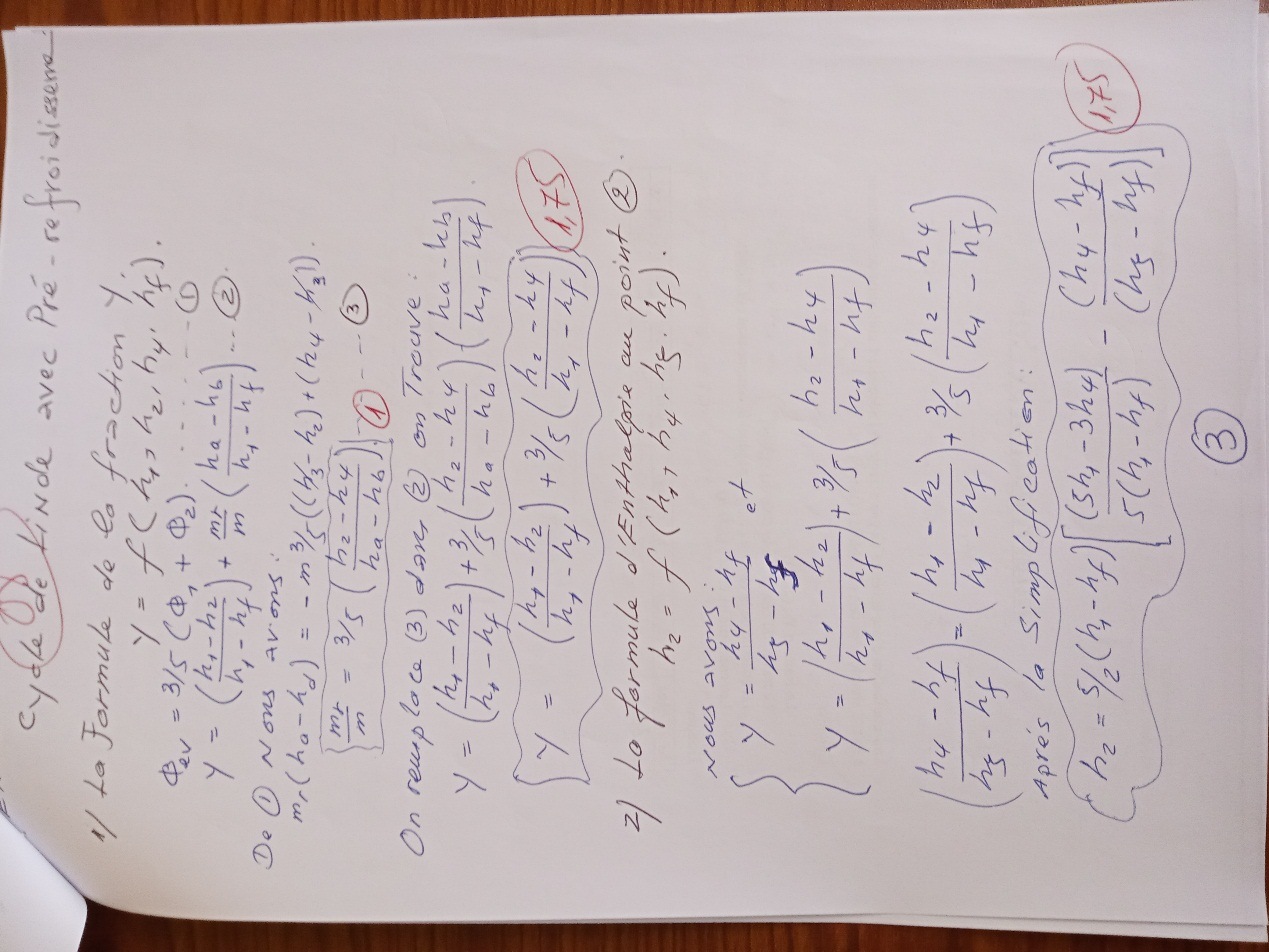 Cycle de Linde avec Pré-refroidisseme
1/ La Formule de la fraction Y.
Y = f (h1, h2, h4, hf).
Φev = 3/5 (Φ1 + Φ2). ........ ①
Y = ((h1-h2)/(h1-hf)) + mr/m ((ha-hb)/(h1-hf)) ... ②.
De ① Nous avons:
mr (ha-hd) = -m 3/5 ((h3'-h2)+(h4-h3')).
mr/m = 3/5 ((h2-h4)/(ha-hb)) ① ... ③
On remplace (3) dans ② on Trouve:
Y = ((h1-h2)/(h1-hf)) + 3/5 ((h2-h4)/(ha-hb)) ((ha-hb)/(h1-hf)).
Y = ((h1-h2)/(h1-hf)) + 3/5 ((h2-h4)/(h1-hf)) 1,75
2/ La formule d'Enthalpie au point ②.
h2 = f (h1, h4, h5, hf).
Nous avons:
Y = (h4-hf)/(h5-hf) et
Y = ((h1-h2)/(h1-hf)) + 3/5 ((h2-h4)/(h1-hf))
((h4-hf)/(h5-hf)) = ((h1-h2)/(h1-hf)) + 3/5 ((h2-h4)/(h1-hf))
Aprés la Simplification:
h2 = 5/2 (h1-hf) [(5h1-3h4)/5(h1-hf) - (h4-hf)/(h5-hf)] 1,75
③